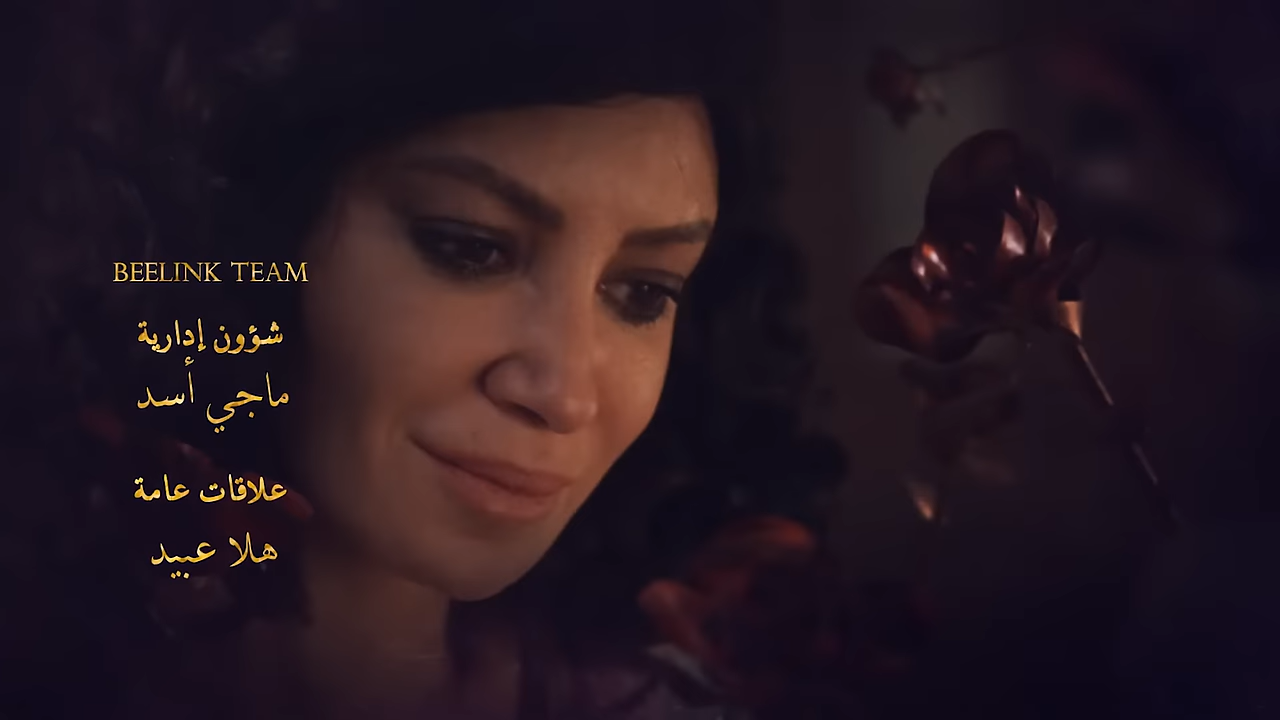 BEELINK TEAM
شؤون إدارية
ماجي أسد
علاقات عامة
هلا عبيد